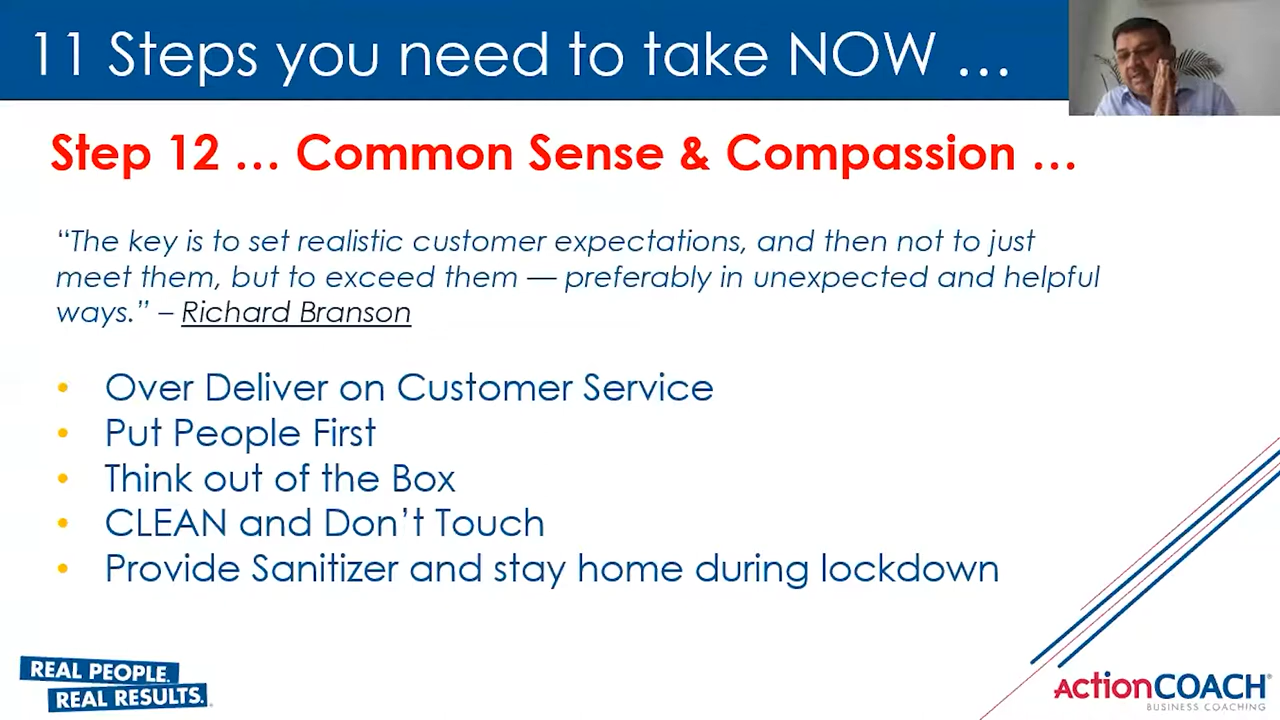 11 Steps you need to take NOW ...
Step 12 ... Common Sense & Compassion ...
“The key is to set realistic customer expectations, and then not to just
meet them, but to exceed them — preferably in unexpected and helpful
ways.” – Richard Branson
• Over Deliver on Customer Service
• Put People First
• Think out of the Box
• CLEAN and Don’t Touch
• Provide Sanitizer and stay home during lockdown
REAL PEOPLE.
REAL RESULTS.
ActionCOACH®
BUSINESS COACHING